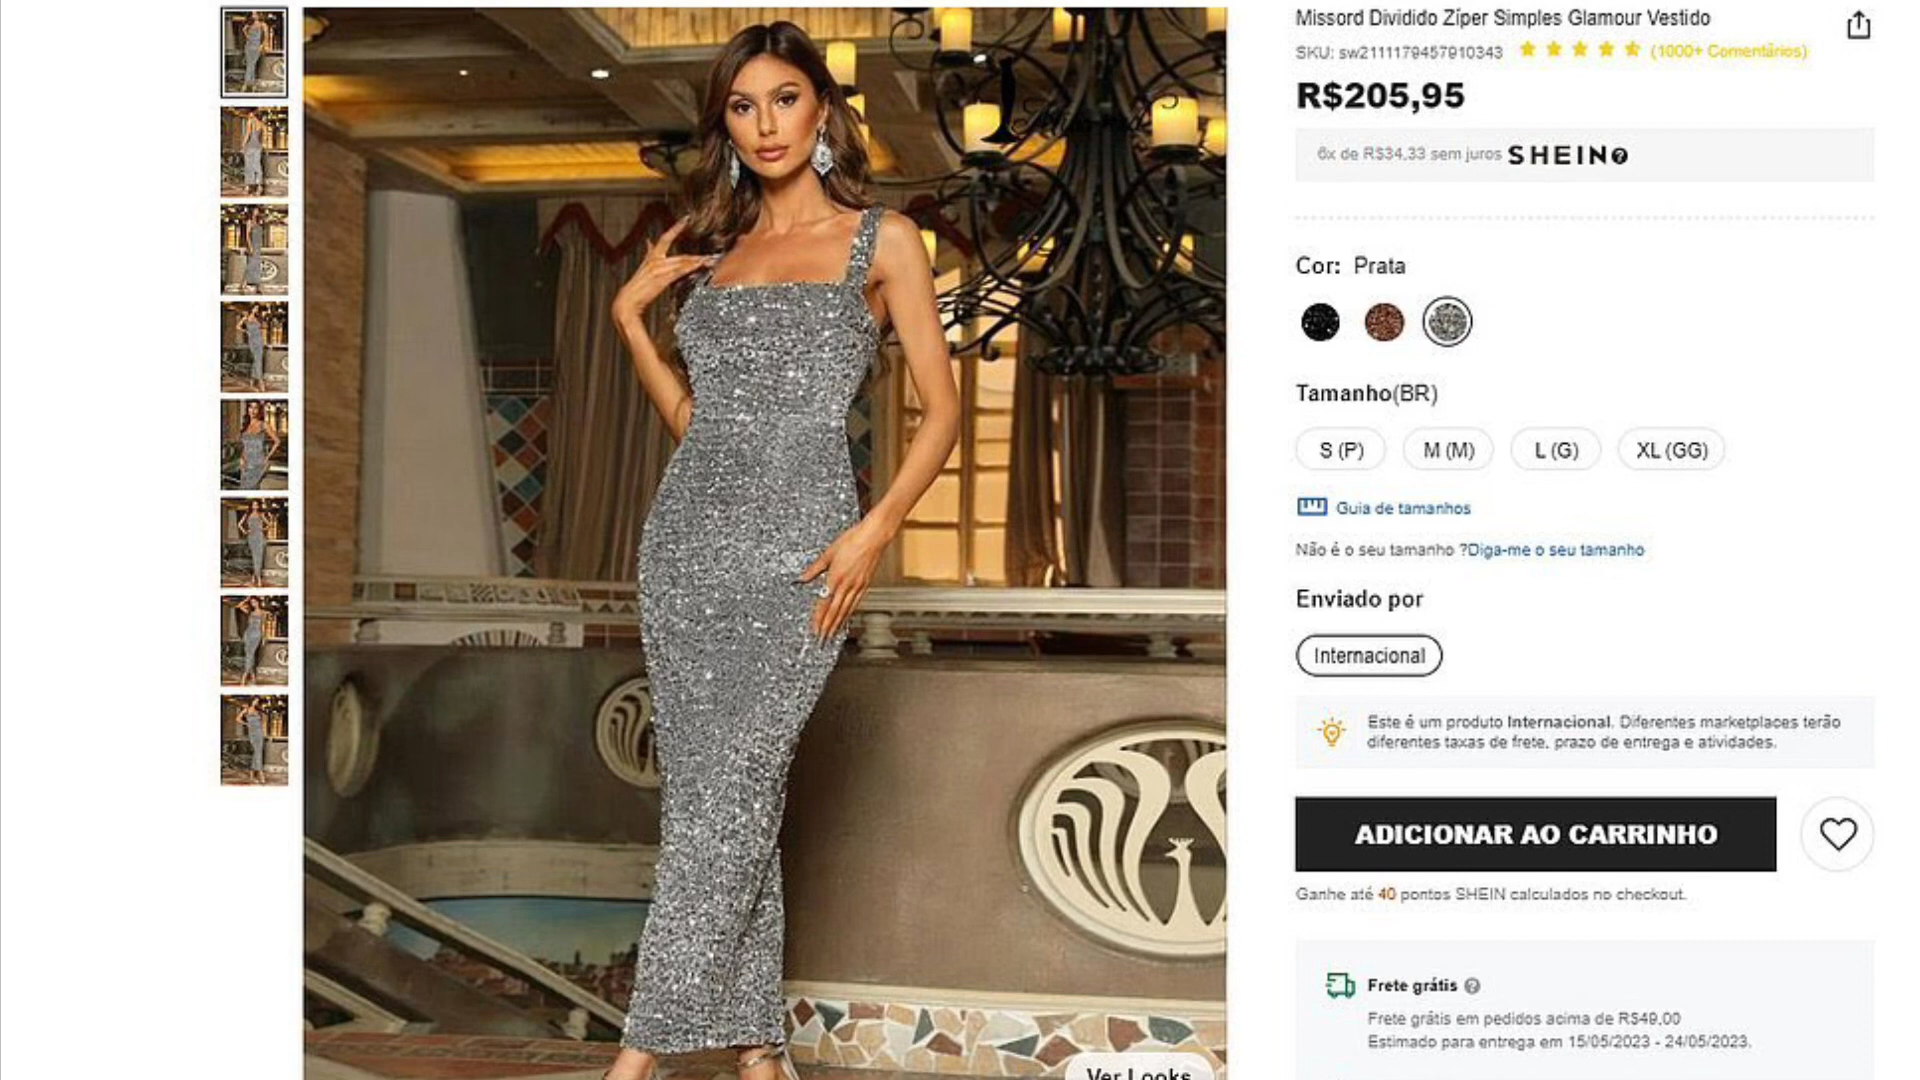 Missord Dividido Zíper Simples Glamour Vestido
SKU: sw2111179457910343 (1000+ Comentários)
R$205,95
6x de R$34,33 sem juros SHEIN
Cor: Prata
Tamanho(BR)
S (P) M (M) L (G) XL (GG)
Guia de tamanhos
Não é o seu tamanho ?Diga-me o seu tamanho
Enviado por
Internacional
Este é um produto Internacional. Diferentes marketplaces terão
diferentes taxas de frete, prazo de entrega e atividades.
ADICIONAR AO CARRINHO
Ganhe até 40 pontos SHEIN calculados no checkout.
Frete grátis
Frete grátis em pedidos acima de R$49,00
Estimado para entrega em 15/05/2023 - 24/05/2023.
Ver Looks